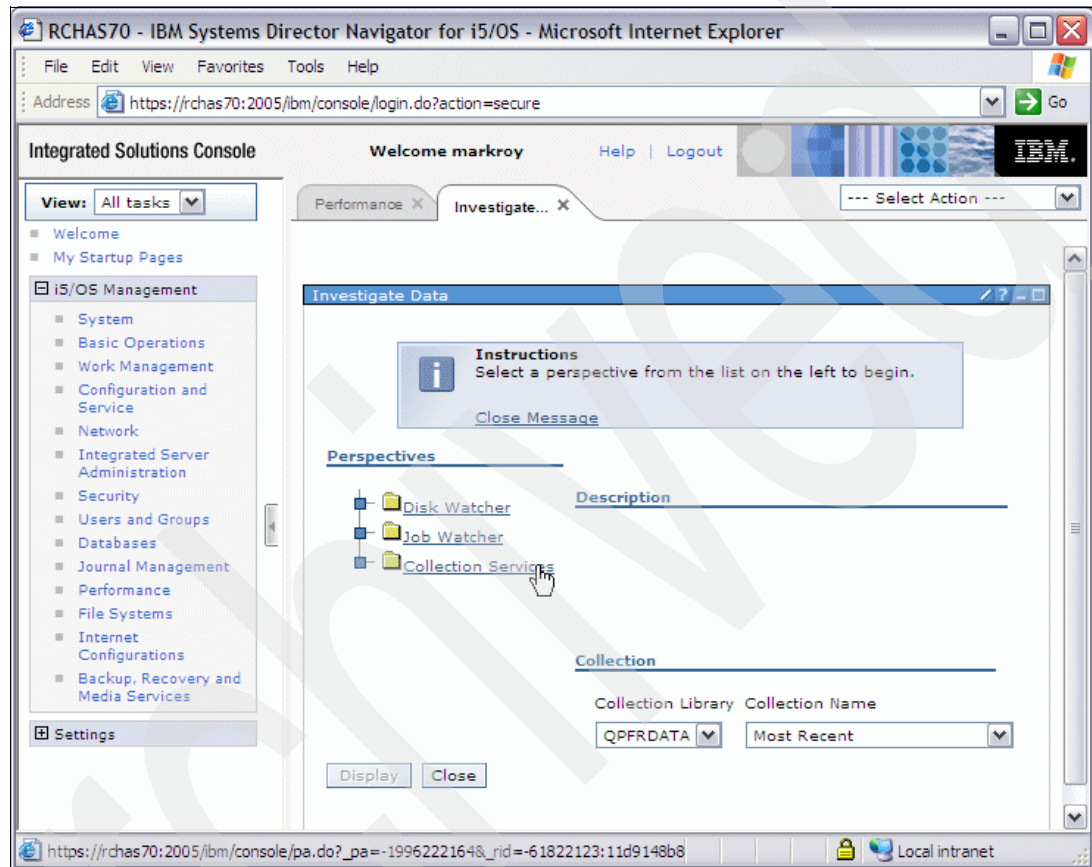 RCHAS70 - IBM Systems Director Navigator for i5/OS - Microsoft Internet Explorer
File Edit View Favorites Tools Help
Address https://rchas70:2005/ibm/console/login.do?action=secure Go
Integrated Solutions Console Welcome markroy Help | Logout IBM.
View: All tasks
Performance Investigate... --- Select Action ---
Welcome
My Startup Pages
i5/OS Management
System
Basic Operations
Work Management
Configuration and
Service
Network
Integrated Server
Administration
Security
Users and Groups
Databases
Journal Management
Performance
File Systems
Internet
Configurations
Backup, Recovery and
Media Services
Settings
Investigate Data
Instructions
Select a perspective from the list on the left to begin.
Close Message
Perspectives
Disk Watcher
Job Watcher
Collection Services
Description
Collection
Collection Library Collection Name
QPFRDATA Most Recent
Display Close
https://rchas70:2005/ibm/console/pa.do?_pa=-1996222164&_rid=-61822123:11d9148b8 Local intranet